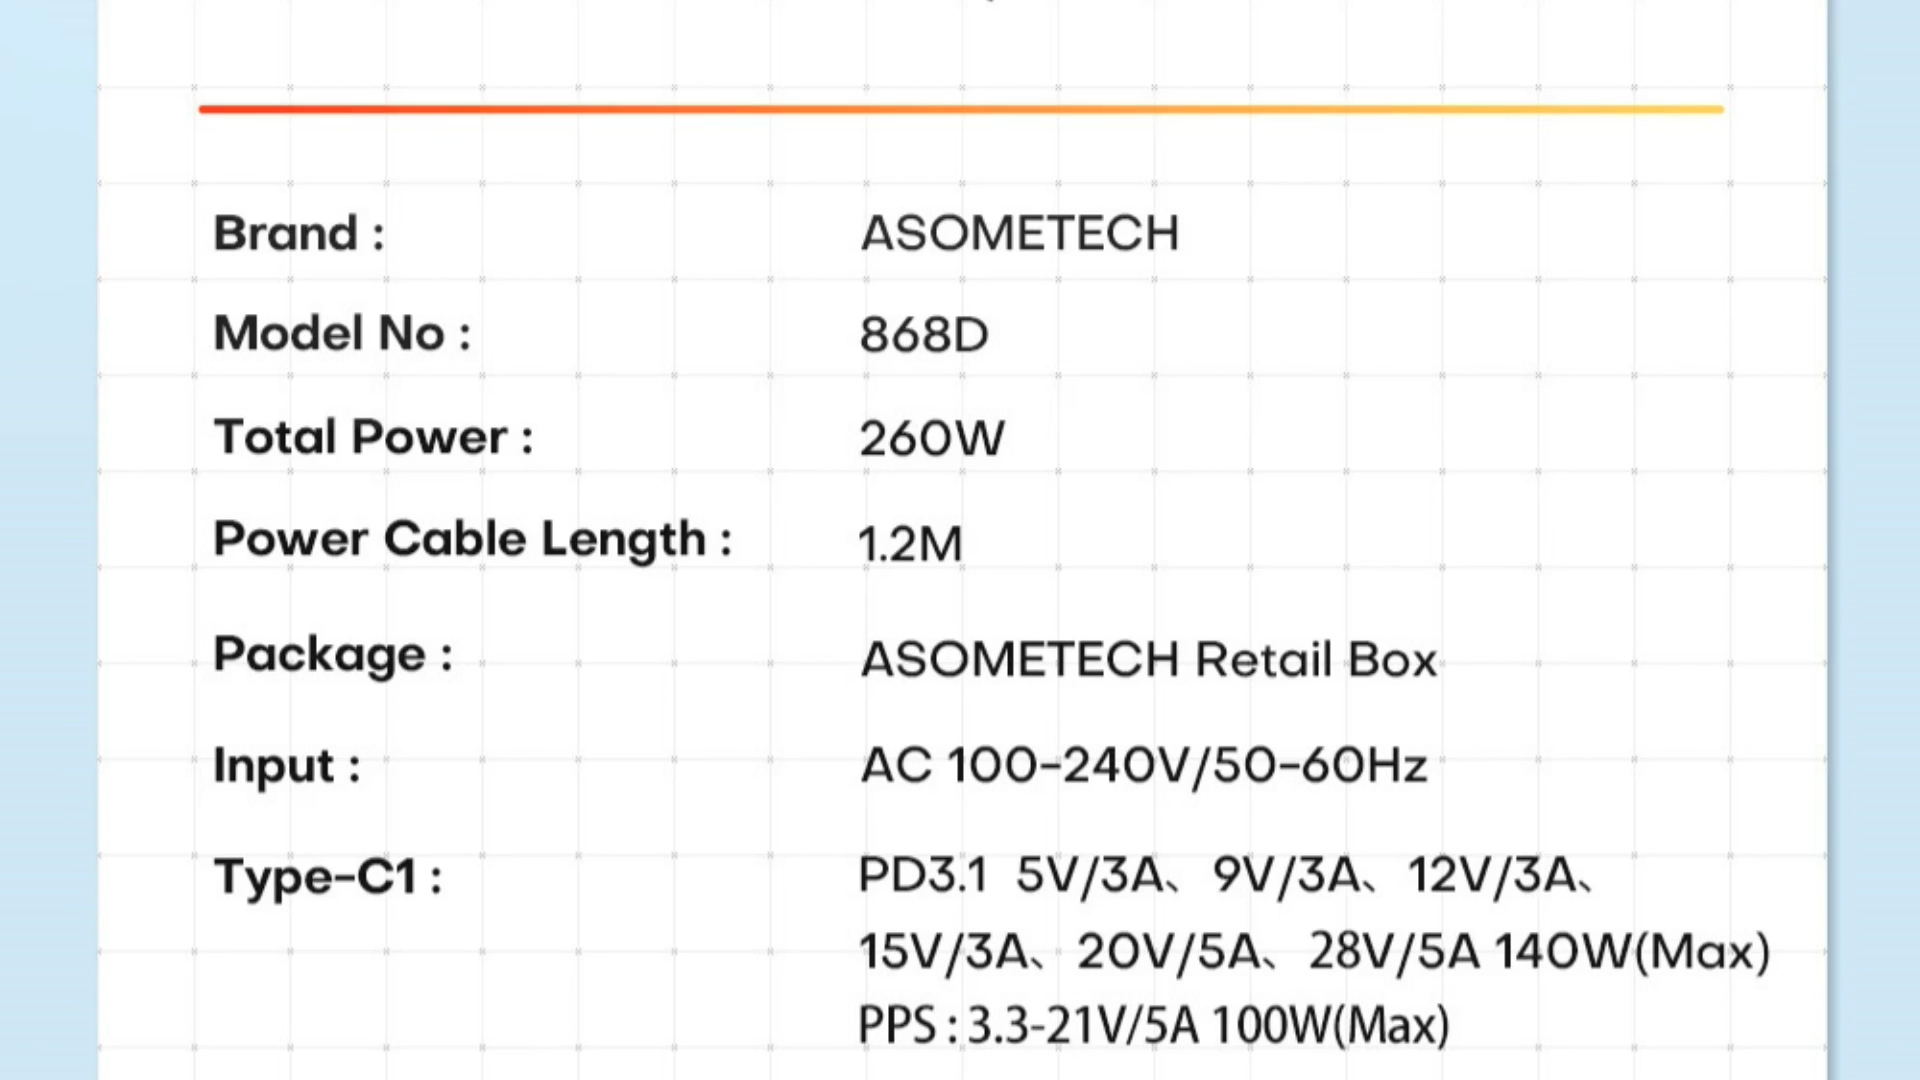 Brand :	ASOMETECH
Model No :	868D
Total Power :	260W
Power Cable Length :	1.2M
Package :	ASOMETECH Retail Box
Input :	AC 100-240V/50-60Hz
Type-C1 :	PD3.1 5V/3A、9V/3A、12V/3A、
15V/3A、20V/5A、28V/5A 140W(Max)
PPS : 3.3-21V/5A 100W(Max)